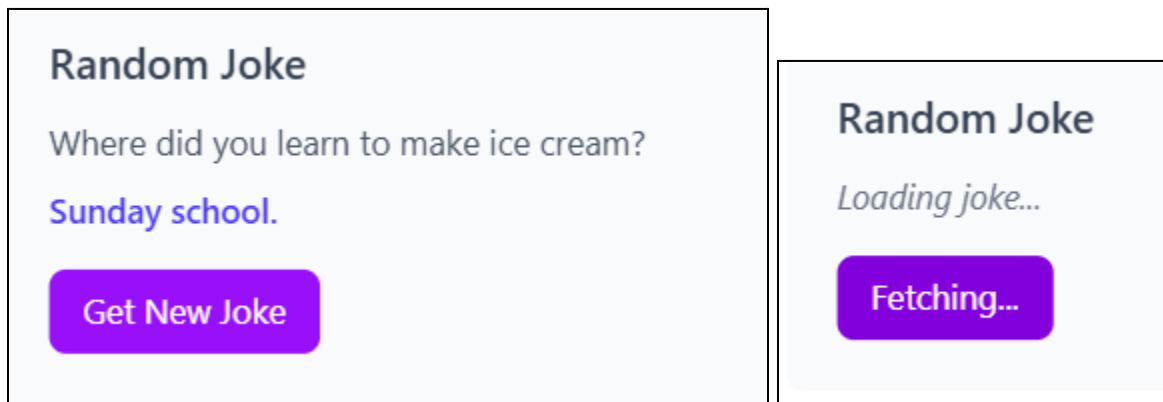 Random Joke
Where did you learn to make ice cream?
Sunday school.
Get New Joke
Random Joke
Loading joke...
Fetching...